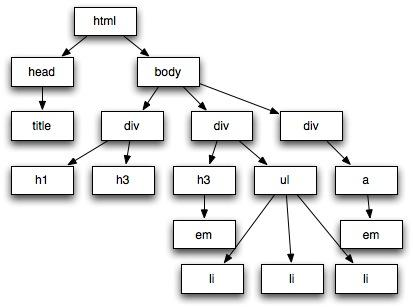 html
head body
title div div div
h1 h3 h3 ul a
em em
li li li